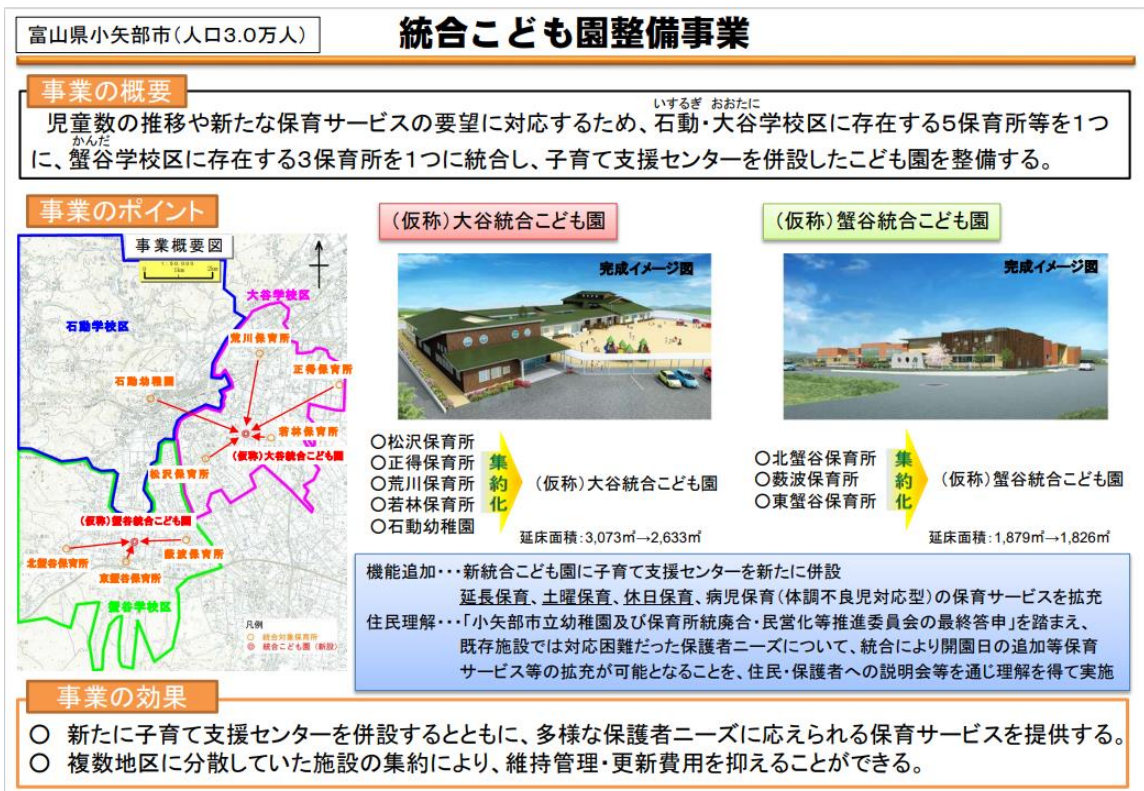 富山県小矢部市(人口3.0万人)
統合こども園整備事業
事業の概要
いするぎ おおたに
児童数の推移や新たな保育サービスの要望に対応するため、石動・大谷学校区に存在する5保育所等を1つ
かんだ
に、蟹谷学校区に存在する3保育所を1つに統合し、子育て支援センターを併設したこども園を整備する。
事業のポイント
事業概要図
1:50,000
0 1km 2km
大谷学校区
石動学校区
荒川保育所
正得保育所
石動幼稚園
若林保育所
(仮称)大谷統合こども園
松沢保育所
(仮称)蟹谷統合こども園
薮波保育所
北蟹谷保育所
東蟹谷保育所
蟹谷学校区
凡例
統合対象保育所
統合こども園(新設)
(仮称)大谷統合こども園
完成イメージ図
○松沢保育所
○正得保育所
○荒川保育所
○若林保育所
○石動幼稚園
集約化
(仮称)大谷統合こども園
延床面積:3,073㎡→2,633㎡
(仮称)蟹谷統合こども園
完成イメージ図
○北蟹谷保育所
○薮波保育所
○東蟹谷保育所
集約化
(仮称)蟹谷統合こども園
延床面積:1,879㎡→1,826㎡
機能追加・・・新統合こども園に子育て支援センターを新たに併設
延長保育、土曜保育、休日保育、病児保育(体調不良児対応型)の保育サービスを拡充
住民理解・・・「小矢部市立幼稚園及び保育所統廃合・民営化等推進委員会の最終答申」を踏まえ、
既存施設では対応困難だった保護者ニーズについて、統合により開園日の追加等保育
サービス等の拡充が可能となることを、住民・保護者への説明会等を通じ理解を得て実施
事業の効果
○ 新たに子育て支援センターを併設するとともに、多様な保護者ニーズに応えられる保育サービスを提供する。
○ 複数地区に分散していた施設の集約により、維持管理・更新費用を抑えることができる。